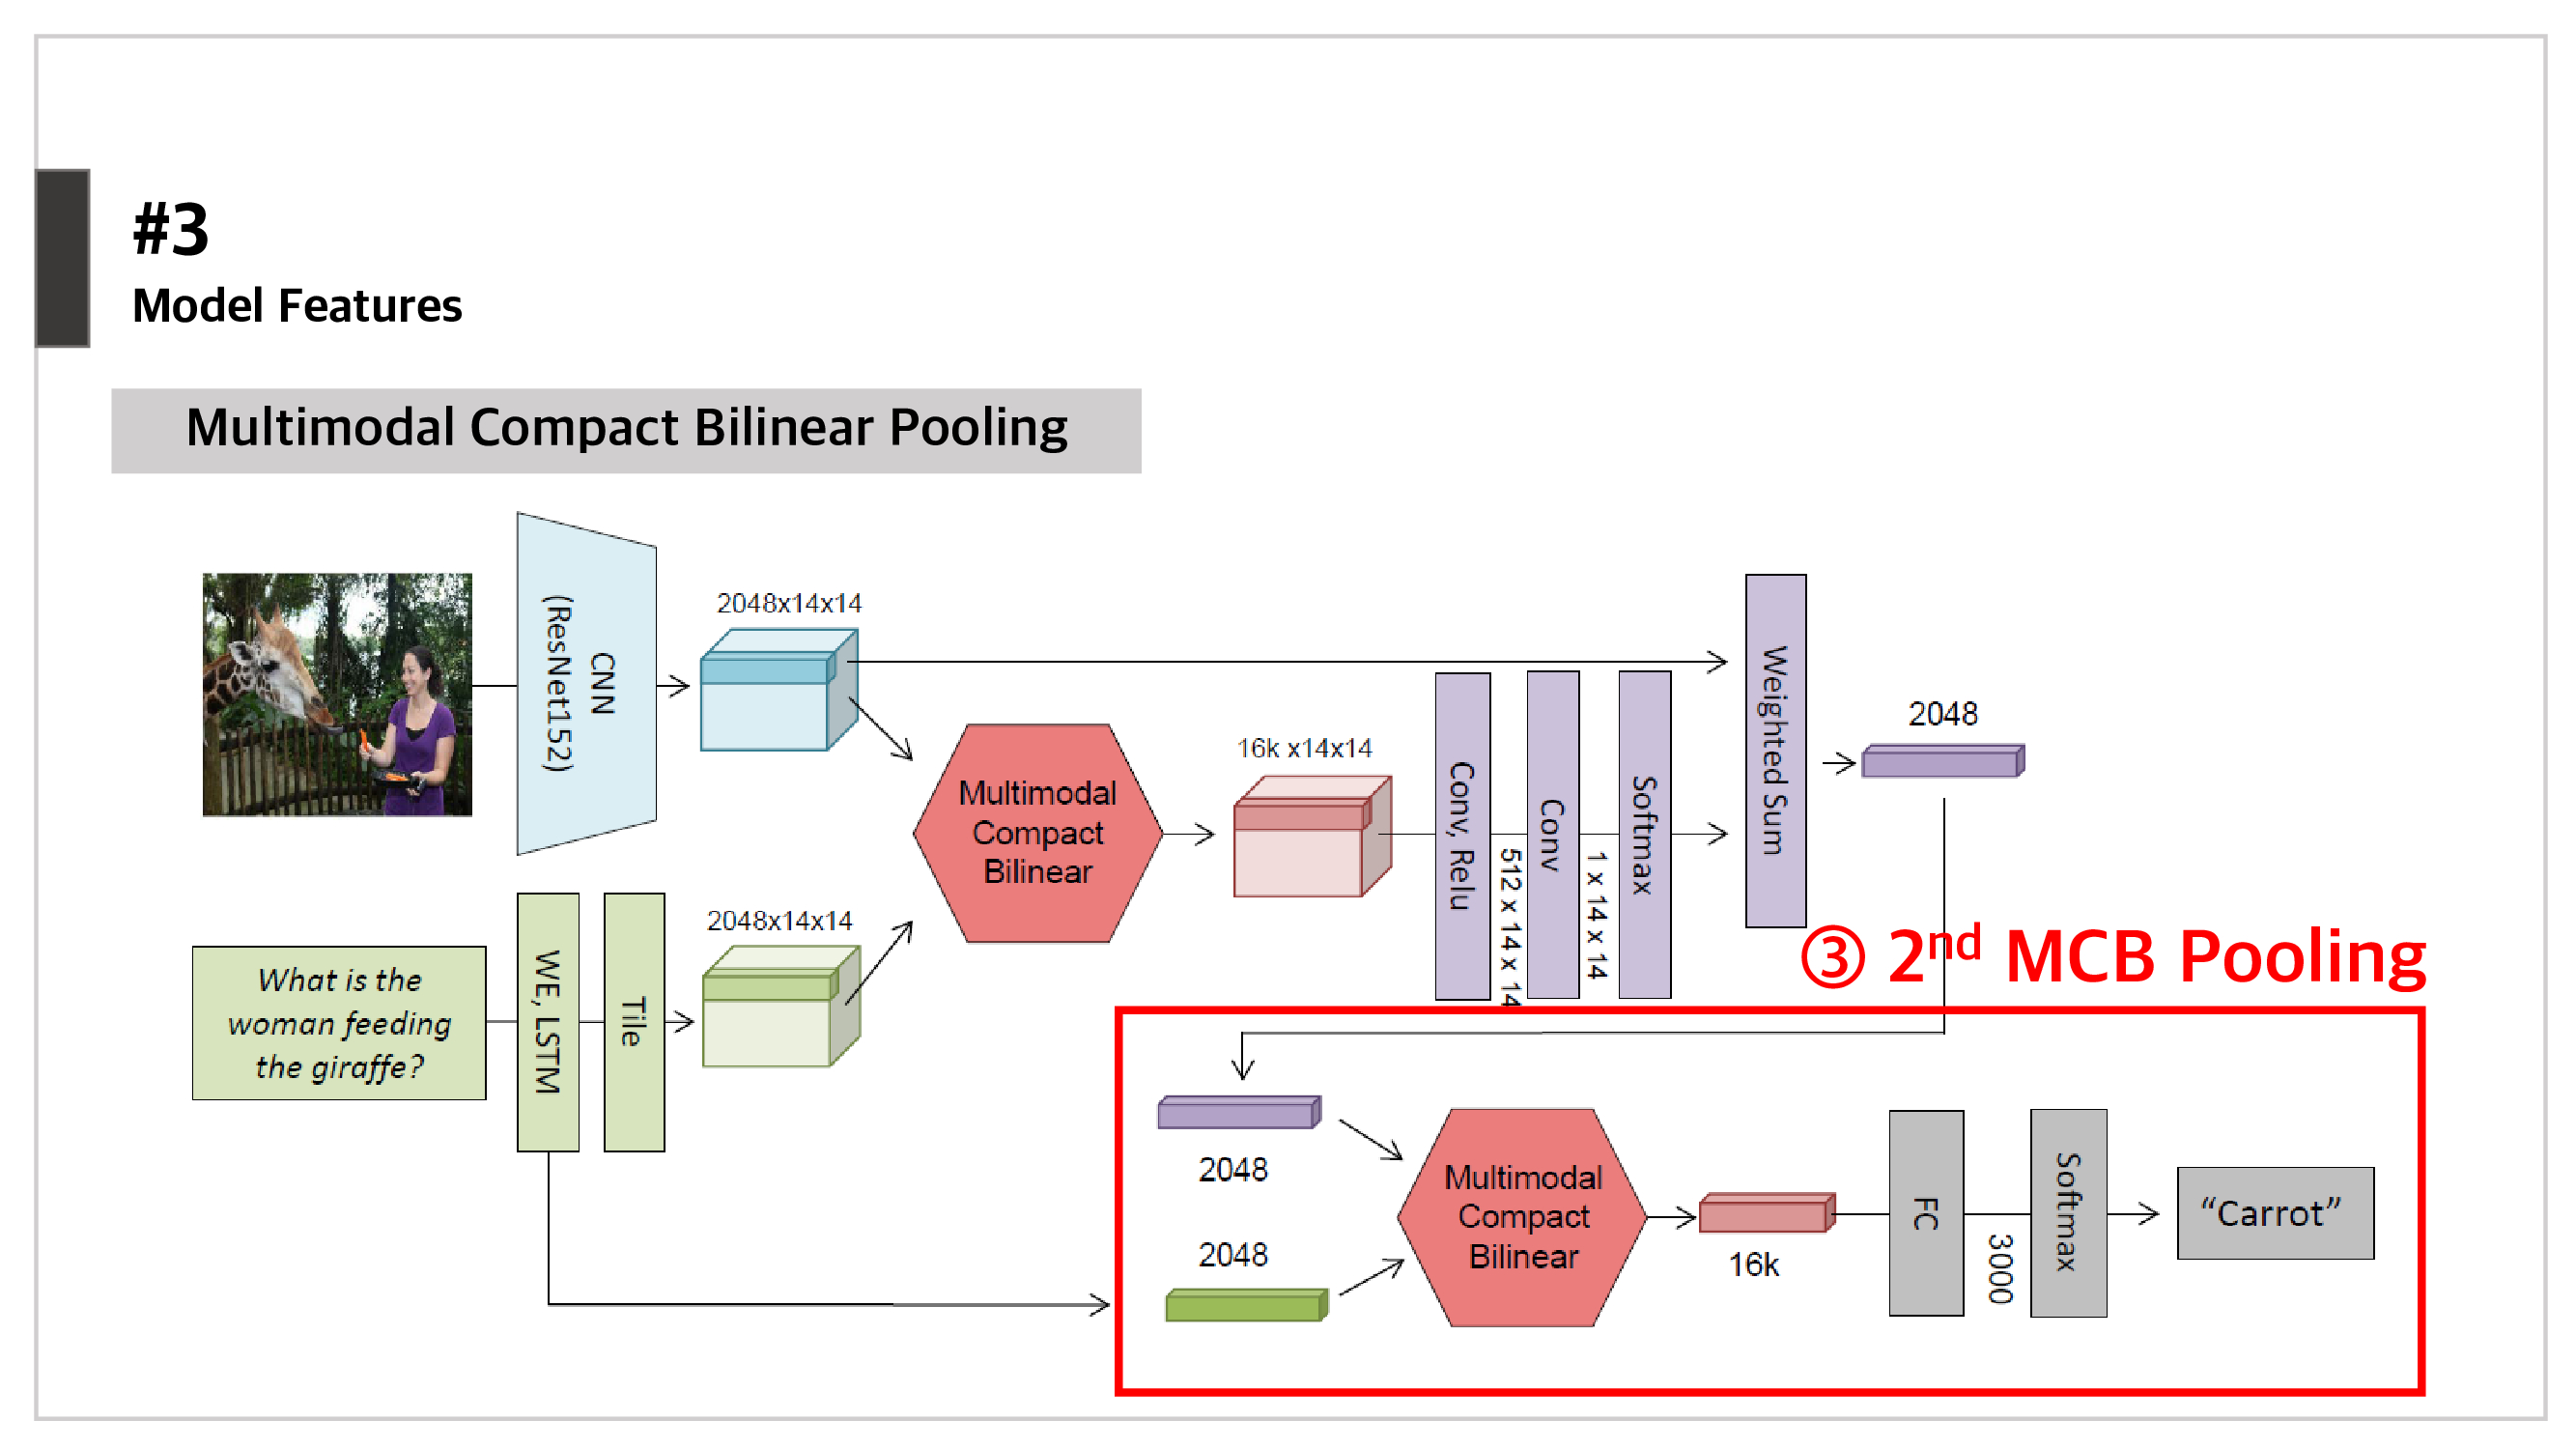 #3
Model Features
Multimodal Compact Bilinear Pooling
CNN
(ResNet152)
2048x14x14
Multimodal
Compact
Bilinear
16k x14x14
Conv, Relu
512 x 14 x 14
Conv
1 x 14 x 14
Softmax
Weighted Sum
2048
What is the
woman feeding
the giraffe?
WE, LSTM
Tile
2048x14x14
③ 2nd MCB Pooling
2048
2048
Multimodal
Compact
Bilinear
16k
FC
3000
Softmax
“Carrot”